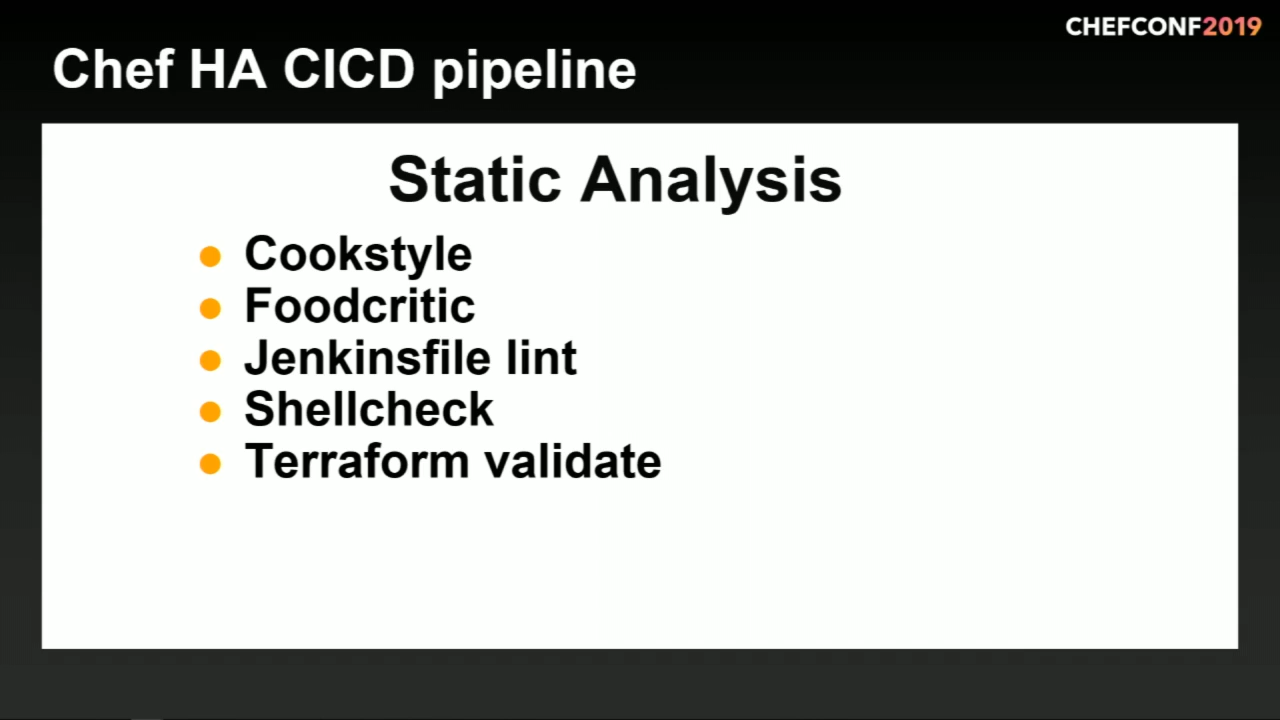 CHEFCONF2019
Chef HA CICD pipeline
Static Analysis
Cookstyle
Foodcritic
Jenkinsfile lint
Shellcheck
Terraform validate